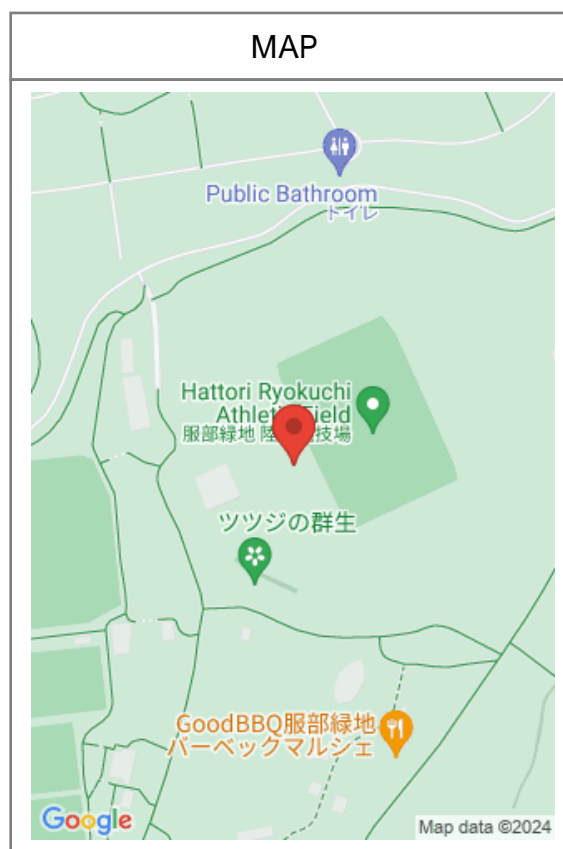 MAP
Public Bathroom
トイレ
Hattori Ryokuchi
Athletic Field
服部緑地 陸 技場
ツツジの群生
GoodBBQ服部緑地
バーベックマルシェ
Google
Map data ©2024